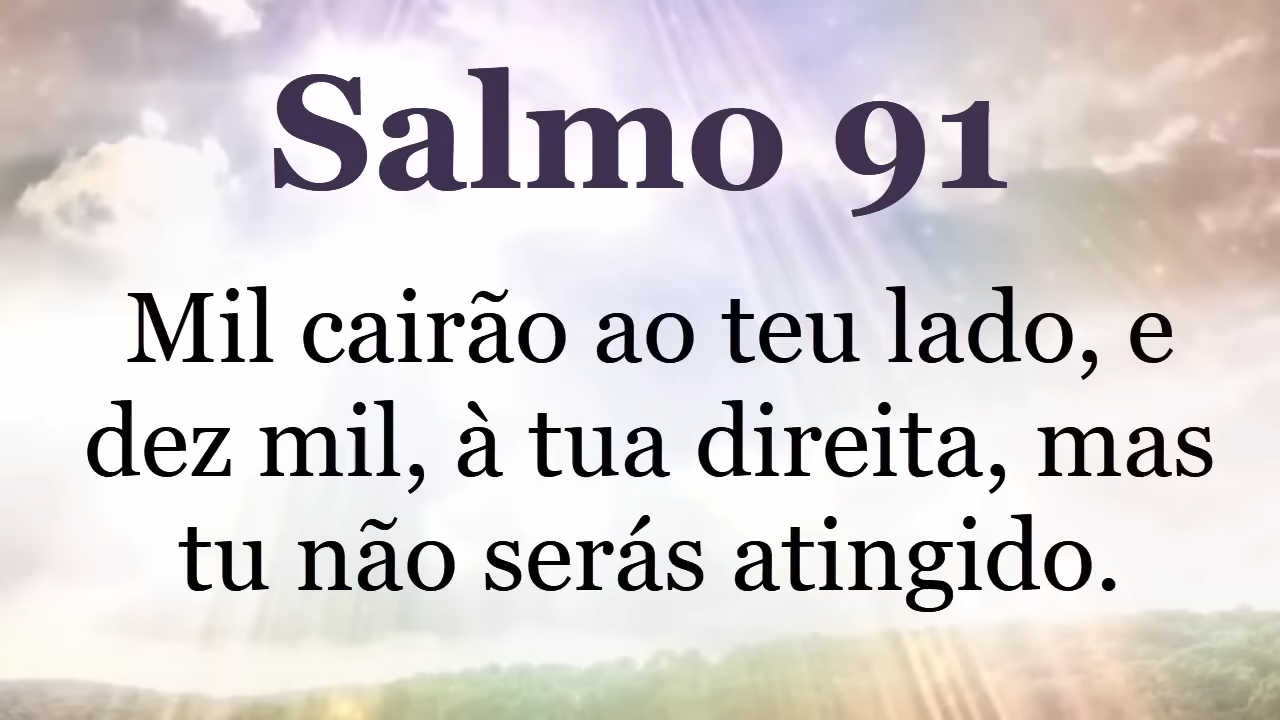 Salmo 91
Mil cairão ao teu lado, e
dez mil, à tua direita, mas
tu não serás atingido.